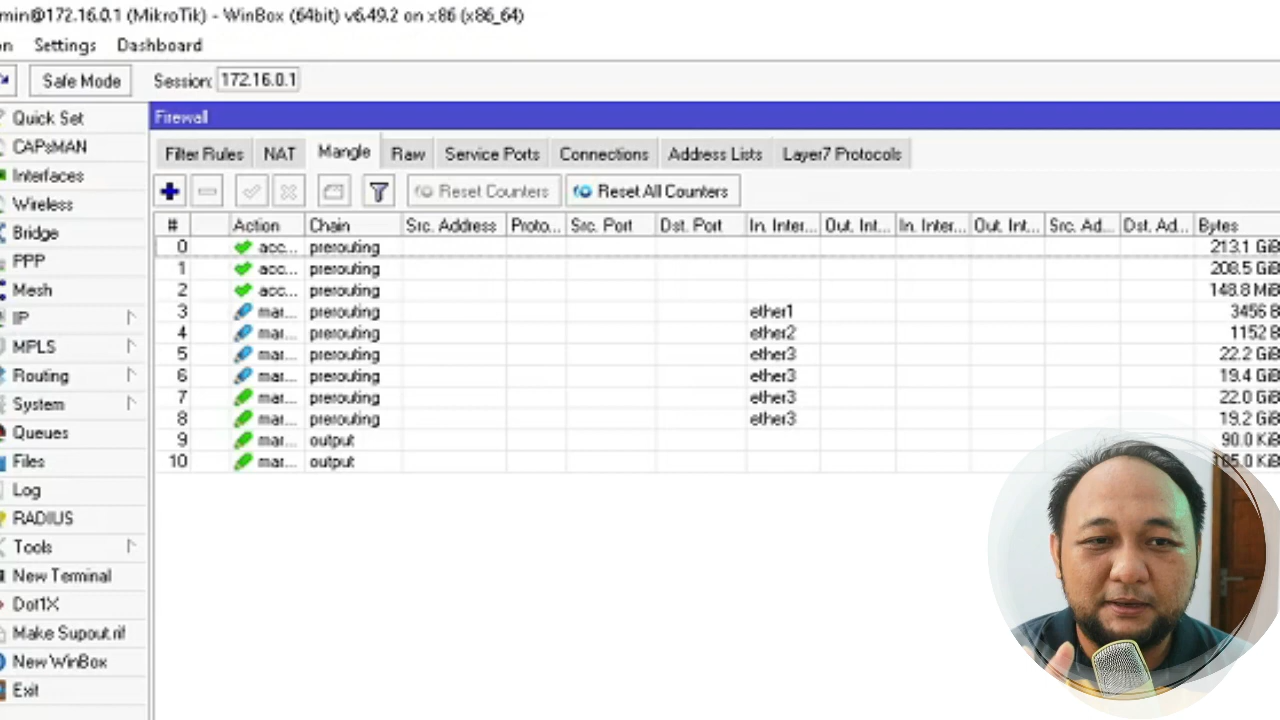 min@172.16.0.1 (MikroTik) - WinBox (64bit) v6.49.2 on x86 (x86_64)
Settings Dashboard
Safe Mode Session: 172.16.0.1
Quick Set
CAPsMAN
Interfaces
Wireless
Bridge
PPP
Mesh
IP
MPLS
Routing
System
Queues
Files
Log
RADIUS
Tools
New Terminal
Dot1X
Make Supout.rif
New WinBox
Exit
Firewall
Filter Rules NAT Mangle Raw Service Ports Connections Address Lists Layer7 Protocols
Reset Counters Reset All Counters
# Action Chain Src. Address Proto... Src. Port Dst. Port In. Inter... Out. Int... In. Inter... Out. Int... Src. Ad... Dst. Ad... Bytes
0 acc... prerouting 213.1 GiB
1 acc... prerouting 208.5 GiB
2 acc... prerouting 148.8 MiB
3 mar... prerouting ether1 3456 B
4 mar... prerouting ether2 1152 B
5 mar... prerouting ether3 22.2 GiB
6 mar... prerouting ether3 19.4 GiB
7 mar... prerouting ether3 22.0 GiB
8 mar... prerouting ether3 19.2 GiB
9 mar... output 90.0 KiB
10 mar... output